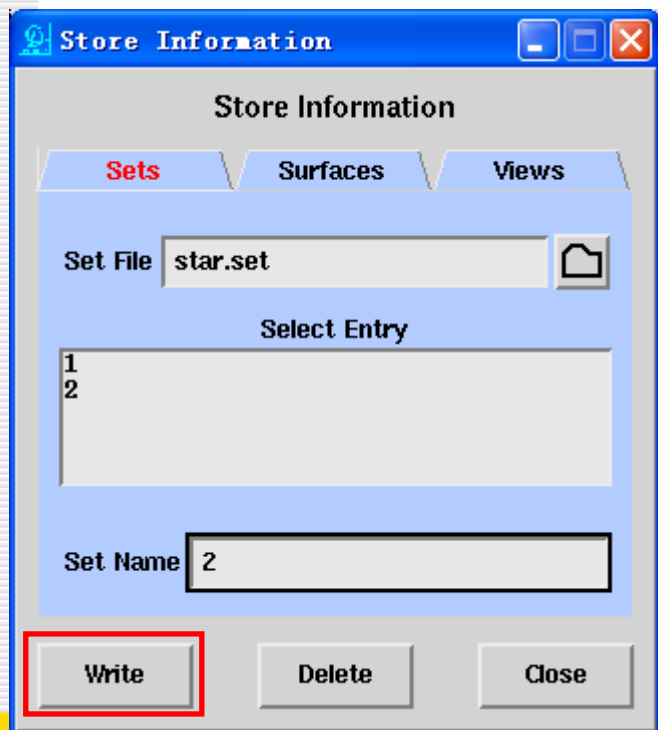 Store Information
Store Information
Sets Surfaces Views
Set File star.set
Select Entry
1
2
Set Name 2
Write Delete Close